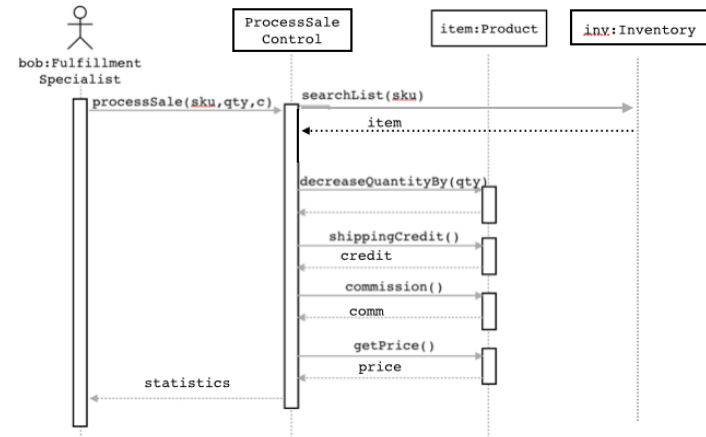 ProcessSale
Control
item:Product
inv:Inventory
bob:Fulfillment
Specialist
processSale(sku,qty,c)
searchList(sku)
item
decreaseQuantityBy(qty)
shippingCredit()
credit
commission()
comm
getPrice()
price
statistics